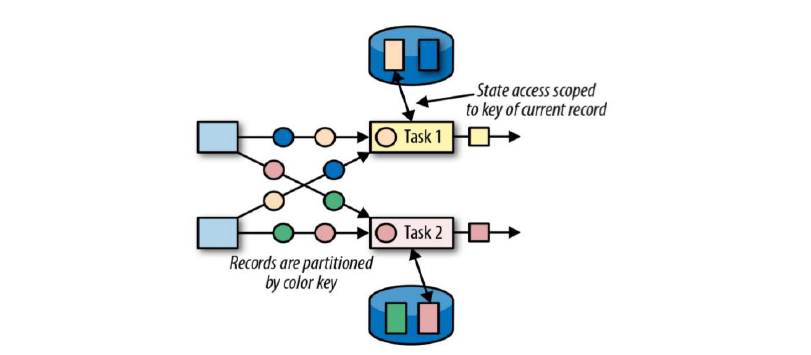 State access scoped
to key of current record
Task 1
Task 2
Records are partitioned
by color key